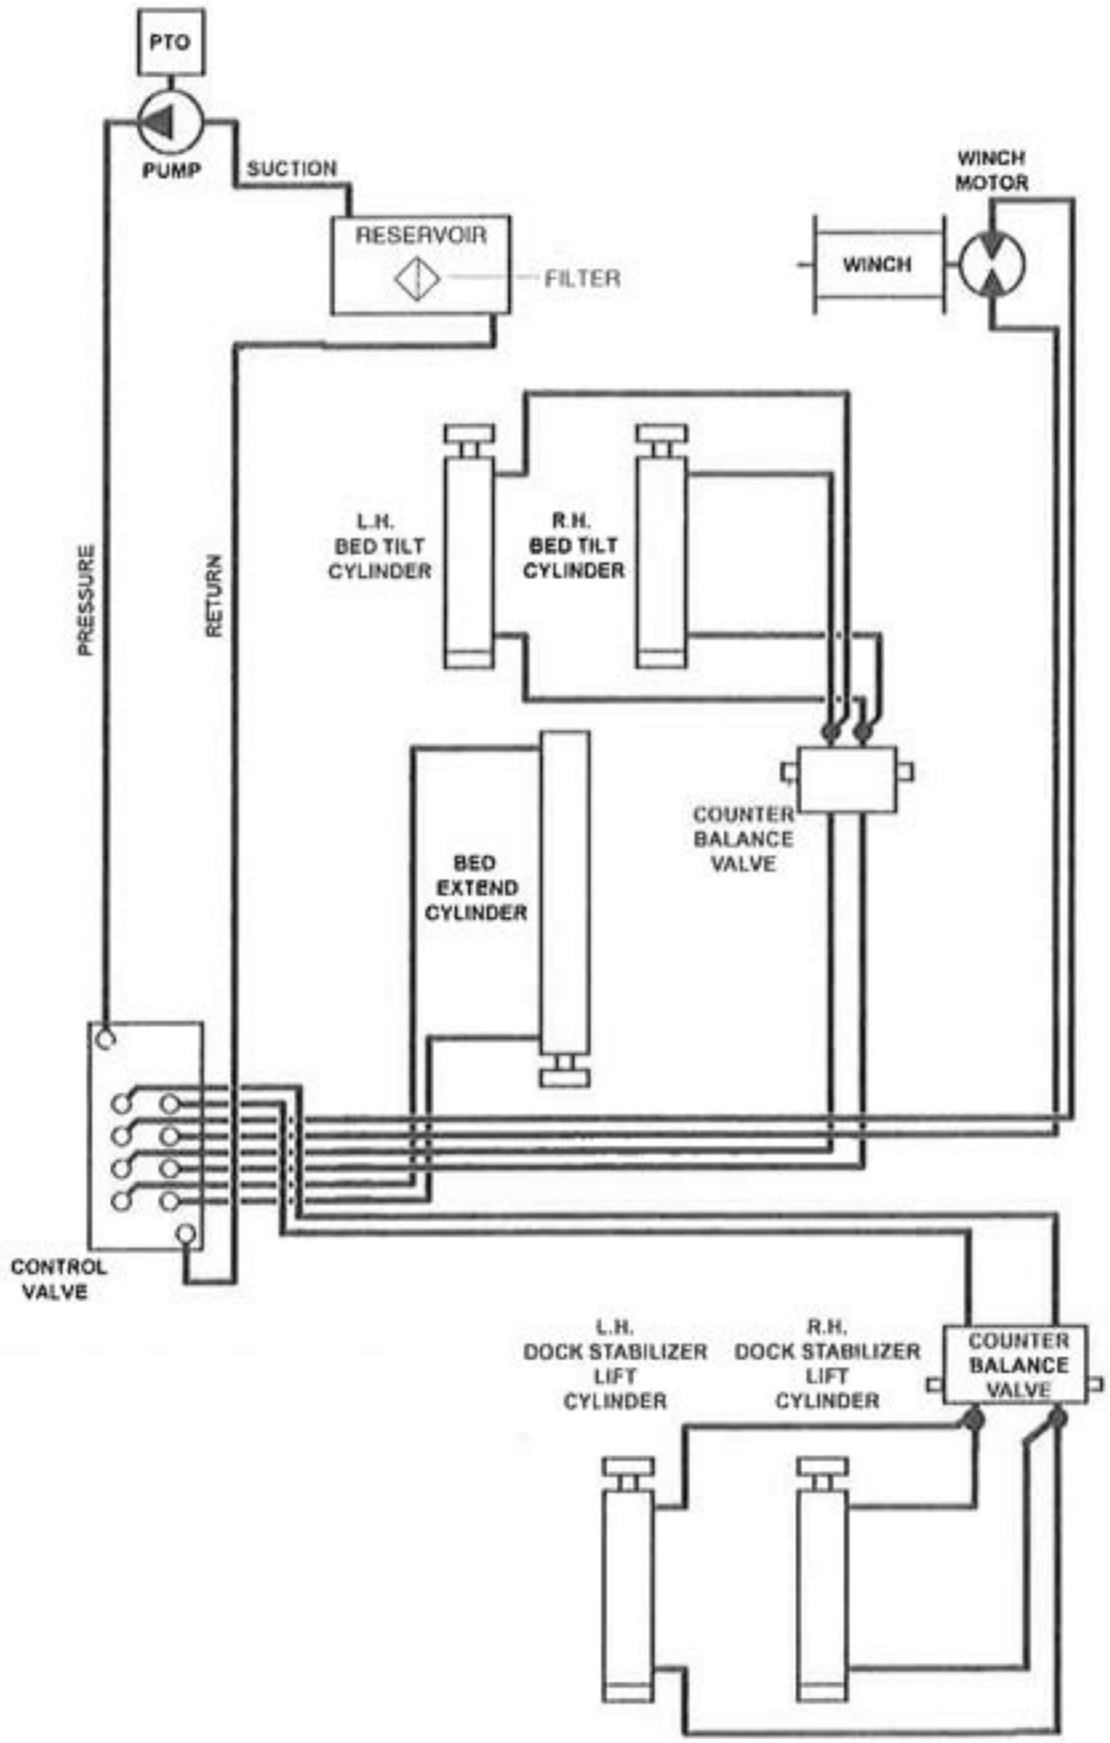 PTO
PUMP
SUCTION
RESERVOIR
FILTER
WINCH
MOTOR
WINCH
PRESSURE
RETURN
L.H.
BED TILT
CYLINDER
R.H.
BED TILT
CYLINDER
COUNTER
BALANCE
VALVE
BED
EXTEND
CYLINDER
CONTROL
VALVE
L.H.
DOCK STABILIZER
LIFT
CYLINDER
R.H.
DOCK STABILIZER
LIFT
CYLINDER
COUNTER
BALANCE
VALVE